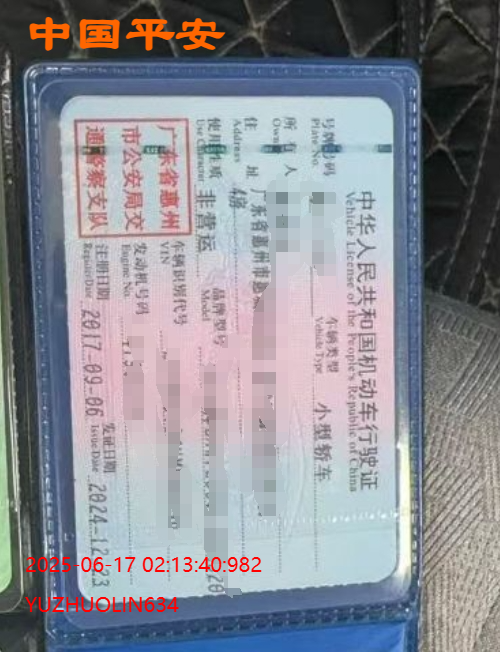 中国平安
中华人民共和国机动车行驶证
Vehicle License of the People's Republic of China
号牌号码
Plate No.
车辆类型
Vehicle Type
小型轿车
所有人
Owner
住址
Address
广东省惠州市惠
4房
使用性质
Use Character
非营运
品牌型号
Model
车辆识别代号
VIN
发动机号码
Engine No.
注册日期
Register Date
2017-09-06
发证日期
Issue Date
2024-12-23
广东省惠州
市公安局交
通警察支队
2025-06-17 02:13:40:982
YUZHUOLIN634